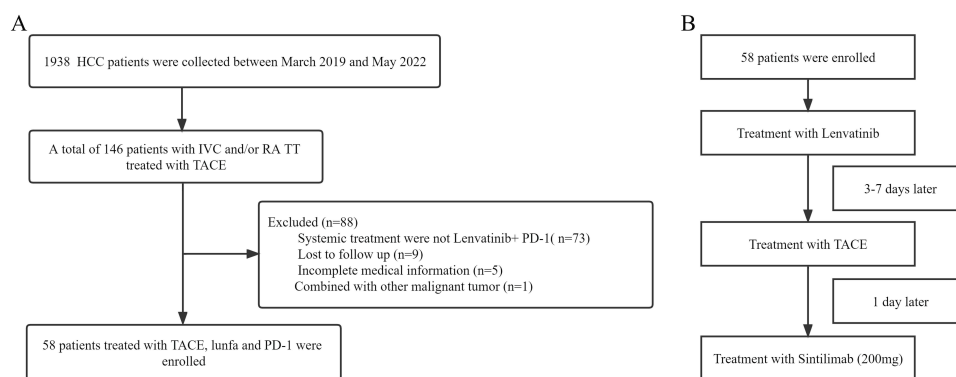 A
1938 HCC patients were collected between March 2019 and May 2022
A total of 146 patients with IVC and/or RA TT
treated with TACE
Excluded (n=88)
Systemic treatment were not Lenvatinib+ PD-1( n=73)
Lost to follow up (n=9)
Incomplete medical information (n=5)
Combined with other malignant tumor (n=1)
58 patients treated with TACE, lunfa and PD-1 were
enrolled
B
58 patients were enrolled
Treatment with Lenvatinib
3-7 days later
Treatment with TACE
1 day later
Treatment with Sintilimab (200mg)